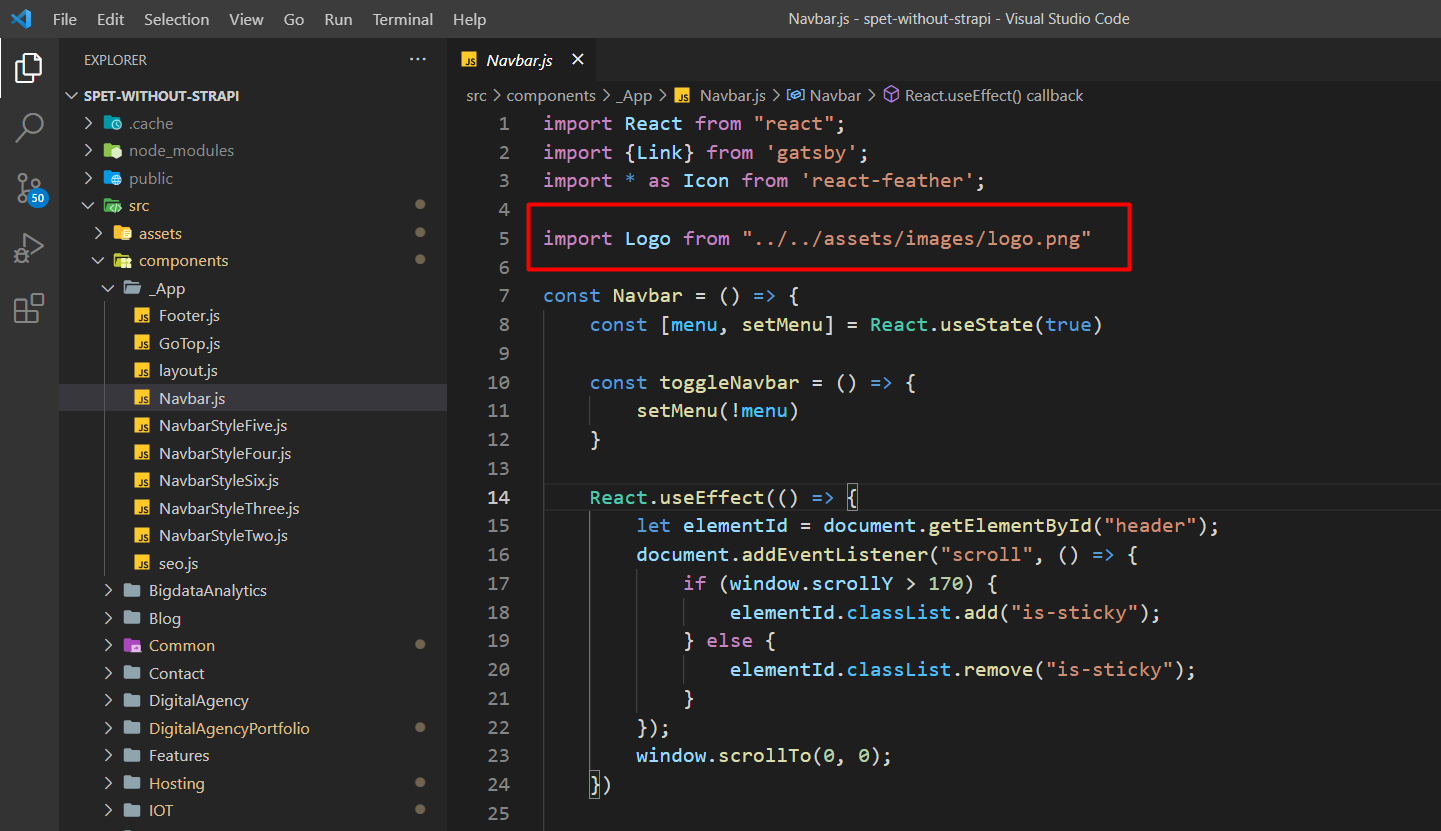 File Edit Selection View Go Run Terminal Help
Navbar.js - spet-without-strapi - Visual Studio Code
EXPLORER
SPET-WITHOUT-STRAPI
.cache
node_modules
public
src
assets
components
_App
Footer.js
GoTop.js
layout.js
Navbar.js
NavbarStyleFive.js
NavbarStyleFour.js
NavbarStyleSix.js
NavbarStyleThree.js
NavbarStyleTwo.js
seo.js
BigdataAnalytics
Blog
Common
Contact
DigitalAgency
DigitalAgencyPortfolio
Features
Hosting
IOT
50
JS Navbar.js
src > components > _App > JS Navbar.js > Navbar > React.useEffect() callback
1 import React from "react";
2 import {Link} from 'gatsby';
3 import * as Icon from 'react-feather';
4
5 import Logo from "../../assets/images/logo.png"
6
7 const Navbar = () => {
8 const [menu, setMenu] = React.useState(true)
9
10 const toggleNavbar = () => {
11 setMenu(!menu)
12 }
13
14 React.useEffect(() => {
15 let elementId = document.getElementById("header");
16 document.addEventListener("scroll", () => {
17 if (window.scrollY > 170) {
18 elementId.classList.add("is-sticky");
19 } else {
20 elementId.classList.remove("is-sticky");
21 }
22 });
23 window.scrollTo(0, 0);
24 })
25